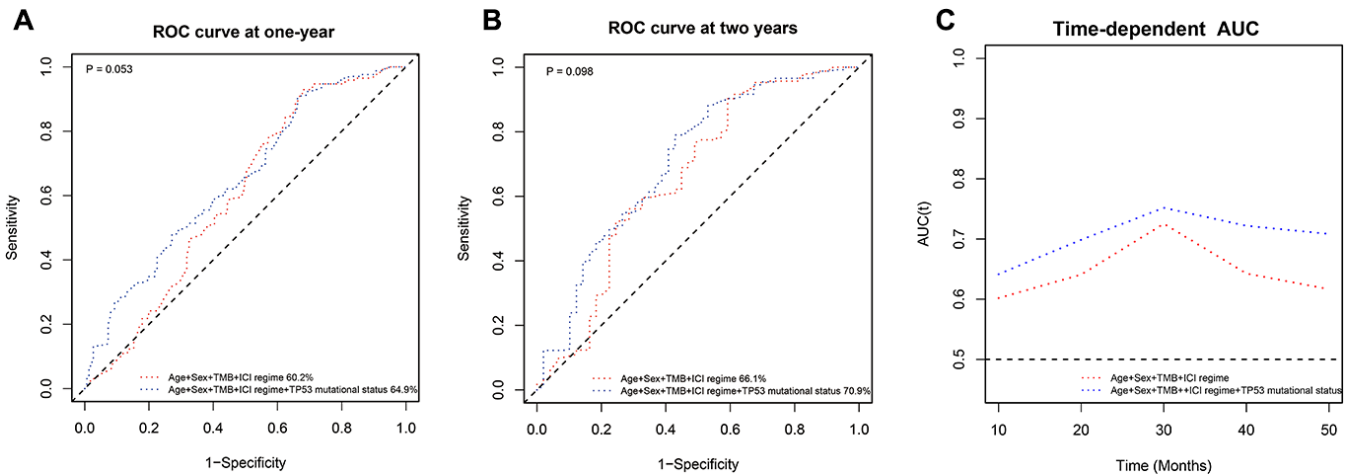 A
ROC curve at one-year
P = 0.053
Sensitivity
1.0
0.8
0.6
0.4
0.2
0.0
Age+Sex+TMB+ICI regime 60.2%
Age+Sex+TMB+ICI regime+TP53 mutational status 64.9%
0.0 0.2 0.4 0.6 0.8 1.0
1-Specificity
B
ROC curve at two years
P = 0.098
Sensitivity
1.0
0.8
0.6
0.4
0.2
0.0
Age+Sex+TMB+ICI regime 66.1%
Age+Sex+TMB+ICI regime+TP53 mutational status 70.9%
0.0 0.2 0.4 0.6 0.8 1.0
1-Specificity
C
Time-dependent AUC
AUC(t)
1.0
0.9
0.8
0.7
0.6
0.5
Age+Sex+TMB+ICI regime
Age+Sex+TMB++ICI regime+TP53 mutational status
10 20 30 40 50
Time (Months)